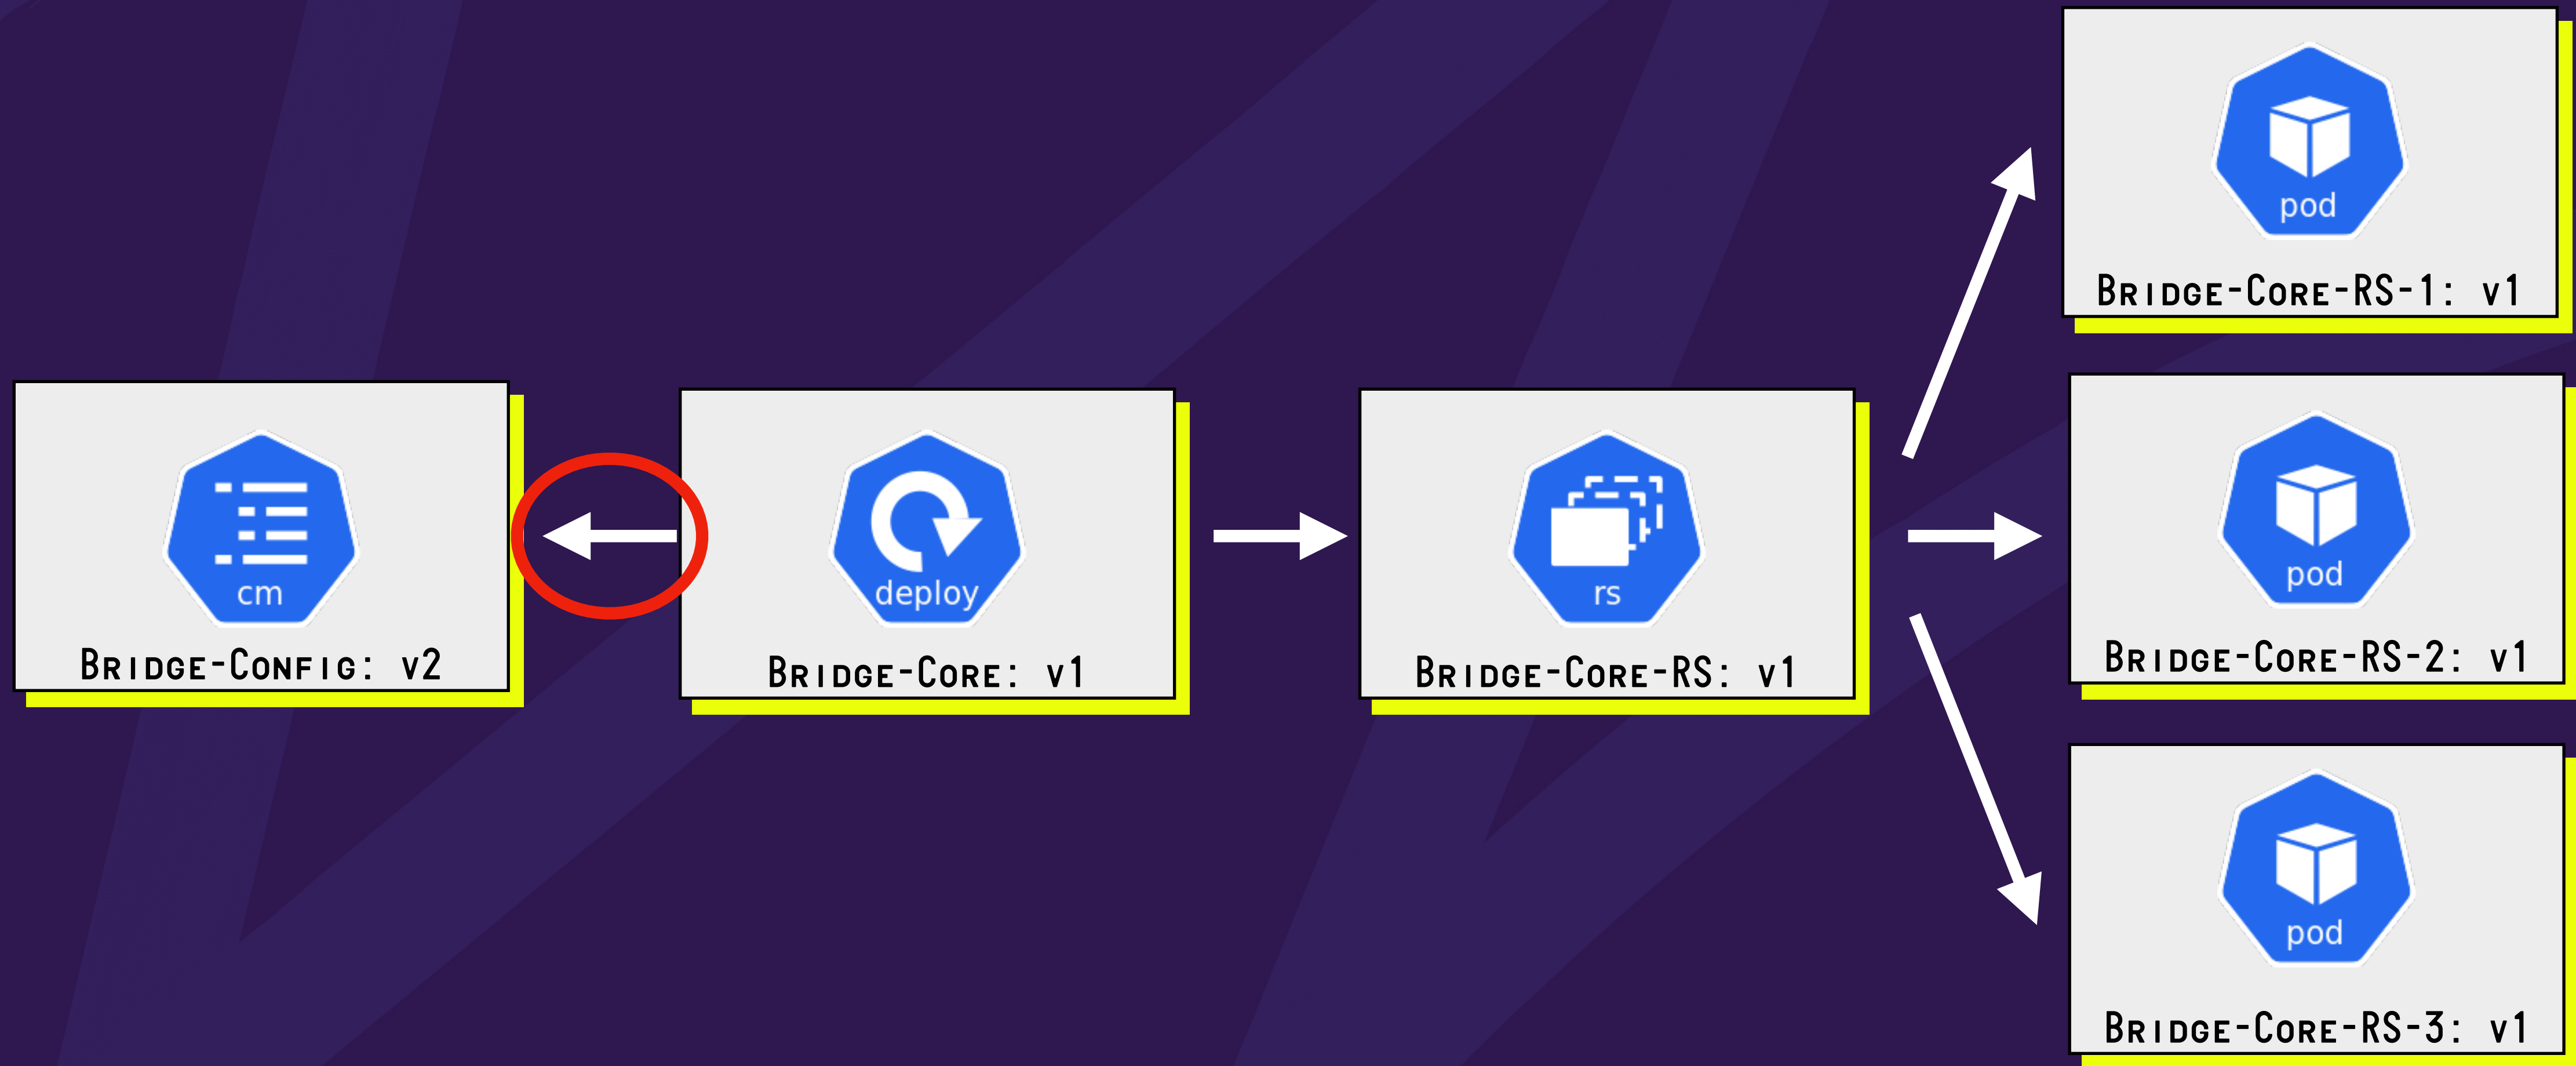 cm
Bridge-Config: v2
deploy
Bridge-Core: v1
rs
Bridge-Core-RS: v1
pod
Bridge-Core-RS-1: v1
pod
Bridge-Core-RS-2: v1
pod
Bridge-Core-RS-3: v1